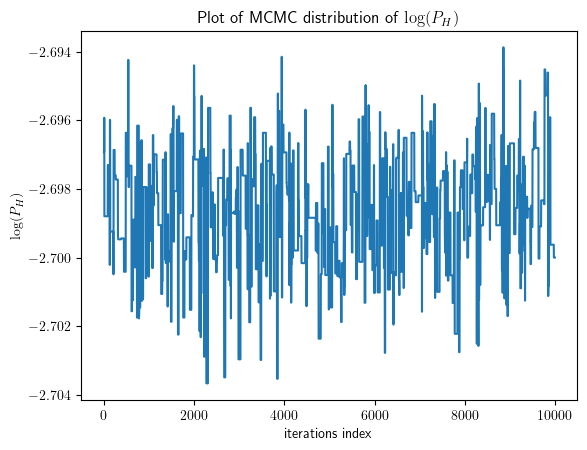 Plot of MCMC distribution of log(P_H)
−2.694
−2.696
−2.698
−2.700
−2.702
−2.704
log(P_H)
0 2000 4000 6000 8000 10000
iterations index